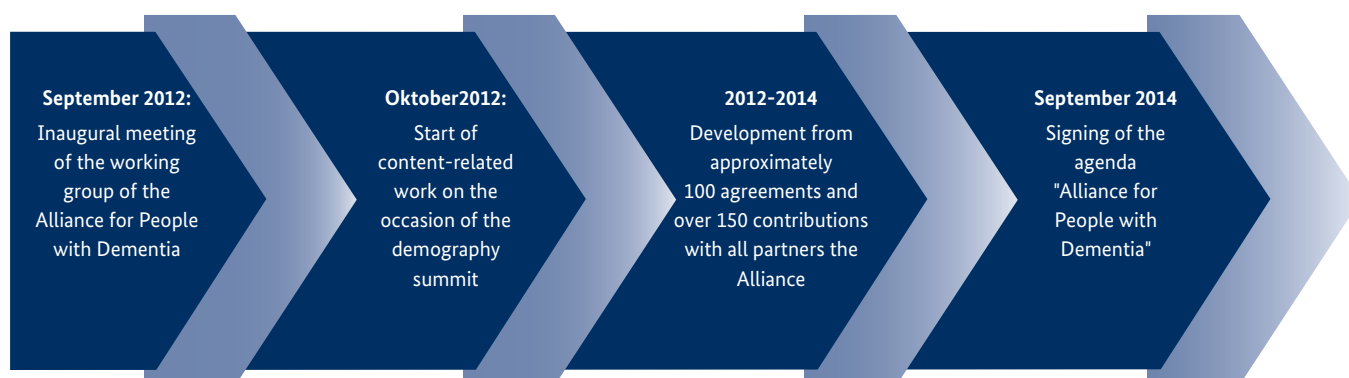 September 2012:
Inaugural meeting
of the working
group of the
Alliance for People
with Dementia
Oktober2012:
Start of
content-related
work on the
occasion of the
demography
summit
2012-2014
Development from
approximately
100 agreements and
over 150 contributions
with all partners the
Alliance
September 2014
Signing of the
agenda
"Alliance for
People with
Dementia"